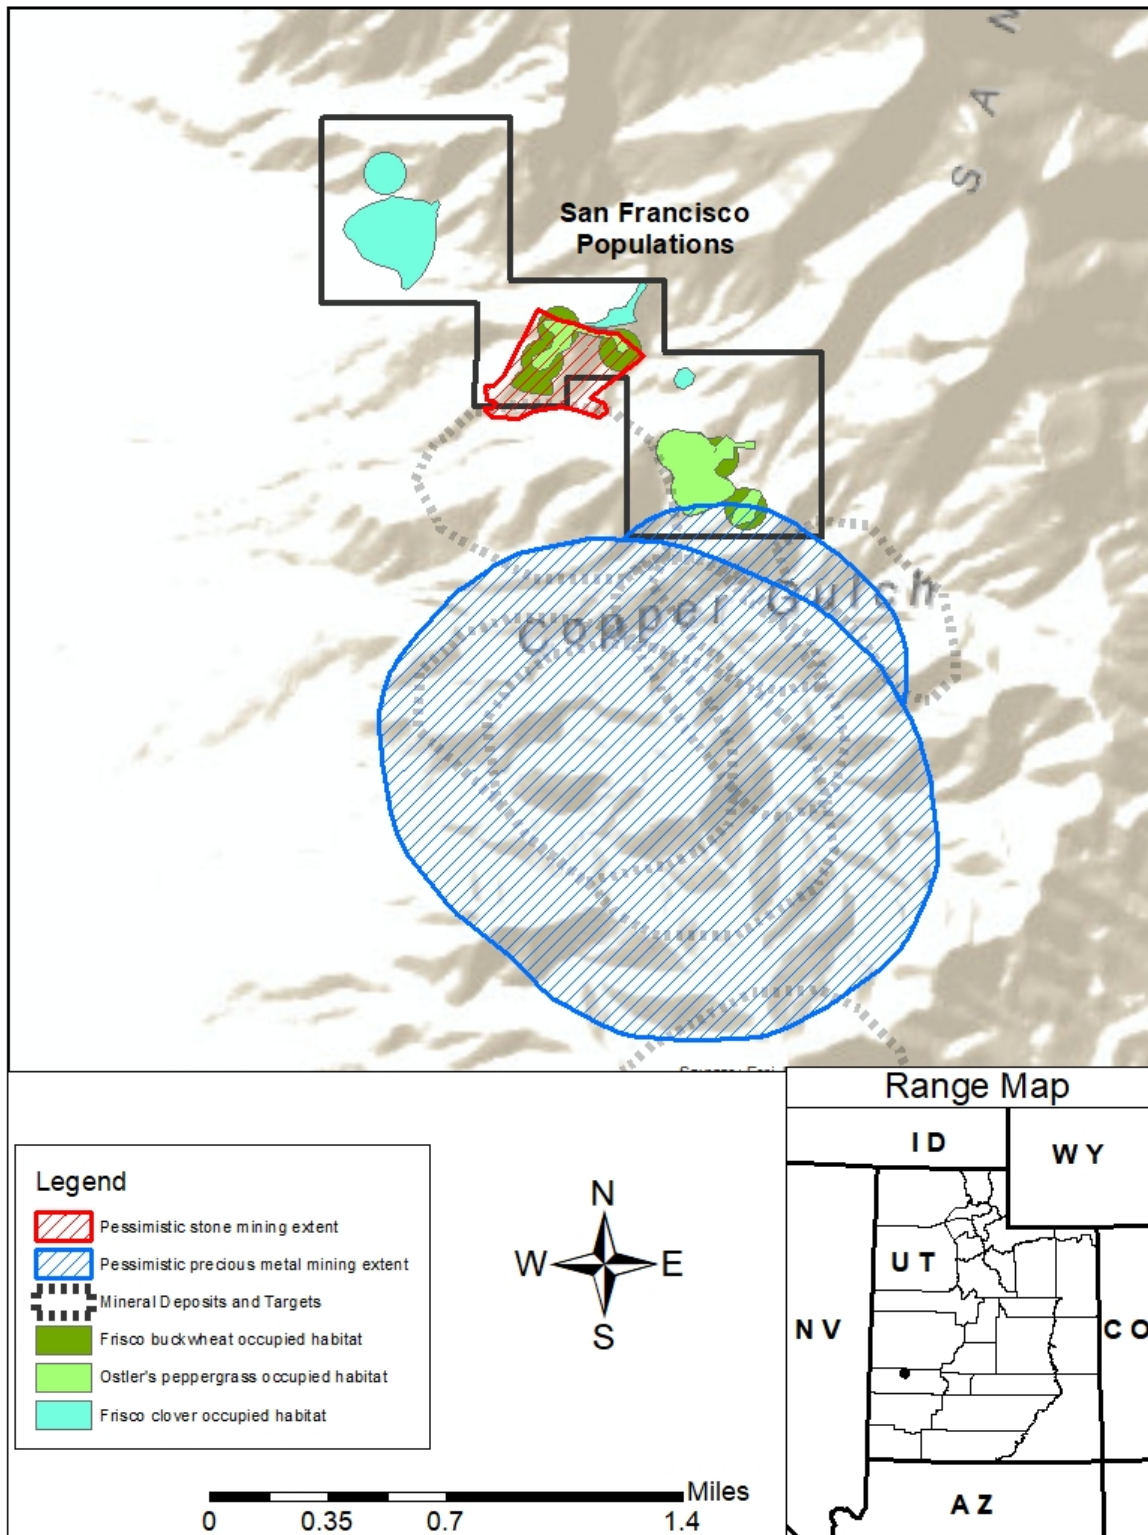 S A N
San Francisco
Populations
Copper Gulch
Range Map
ID
WY
UT
NV
CO
AZ
Legend
Pessimistic stone mining extent
Pessimistic precious metal mining extent
Mineral Deposits and Targets
Frisco buckwheat occupied habitat
Ostler's peppergrass occupied habitat
Frisco clover occupied habitat
N
W E
S
Miles
0 0.35 0.7 1.4